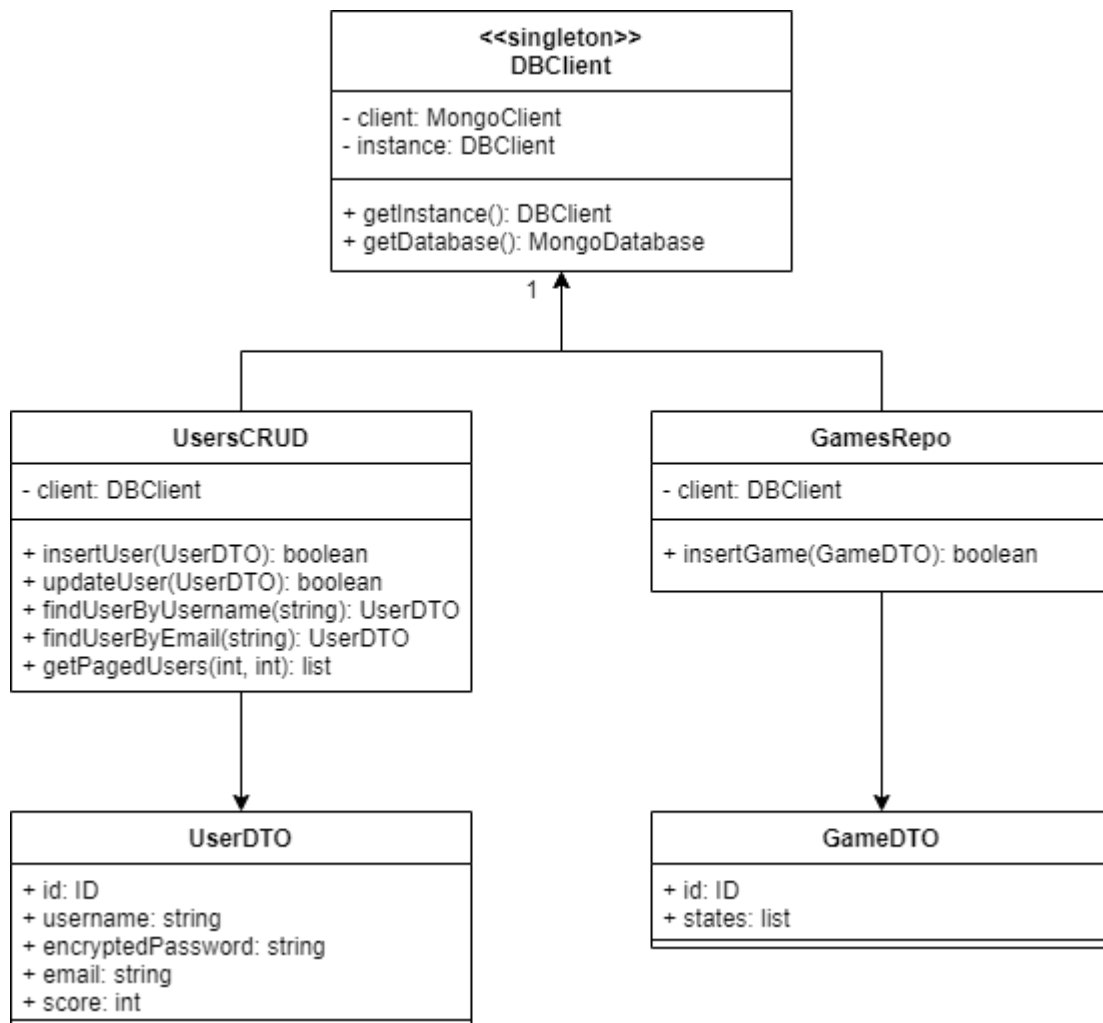 <<singleton>>
DBClient
- client: MongoClient
- instance: DBClient
+ getInstance(): DBClient
+ getDatabase(): MongoDatabase
1
UsersCRUD
- client: DBClient
+ insertUser(UserDTO): boolean
+ updateUser(UserDTO): boolean
+ findUserByUsername(string): UserDTO
+ findUserByEmail(string): UserDTO
+ getPagedUsers(int, int): list
GamesRepo
- client: DBClient
+ insertGame(GameDTO): boolean
UserDTO
+ id: ID
+ username: string
+ encryptedPassword: string
+ email: string
+ score: int
GameDTO
+ id: ID
+ states: list